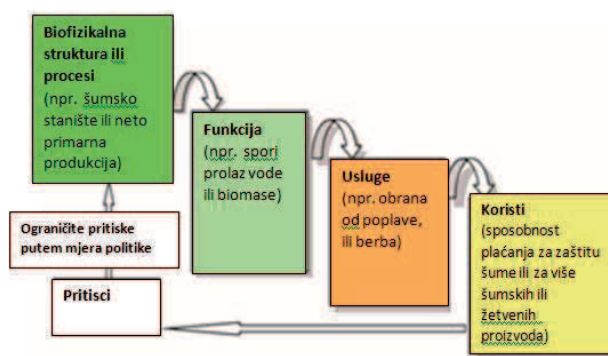 Biofizikalna
struktura ili
procesi
(npr. šumsko
stanište ili neto
primarna
produkcija)
Funkcija
(npr. spori
prolaz vode
ili biomase)
Usluge
(npr. obrana
od poplave,
ili berba)
Koristi
(sposobnost
plaćanja za zaštitu
šume ili za više
šumskih ili
žetvenih
proizvoda)
Ograničite pritiske
putem mjera politike
Pritisci